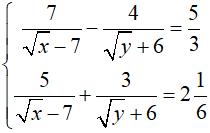 7/(√x − 7) − 4/(√y + 6) = 5/3
5/(√x − 7) + 3/(√y + 6) = 2 1/6